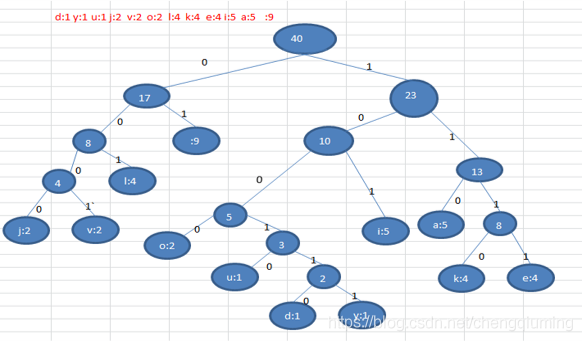 d:1 y:1 u:1 j:2 v:2 o:2 l:4 k:4 e:4 i:5 a:5 :9
40
0 1
17 23
0 1 0 1
8 :9 10 13
0 1 0 1 0 1
4 l:4 5 i:5 a:5 8
0 1` 0 1 0 1
j:2 v:2 o:2 3 k:4 e:4
0 1
u:1 2
0 1
d:1 y:1
https://blog.csdn.net/chengqiuming